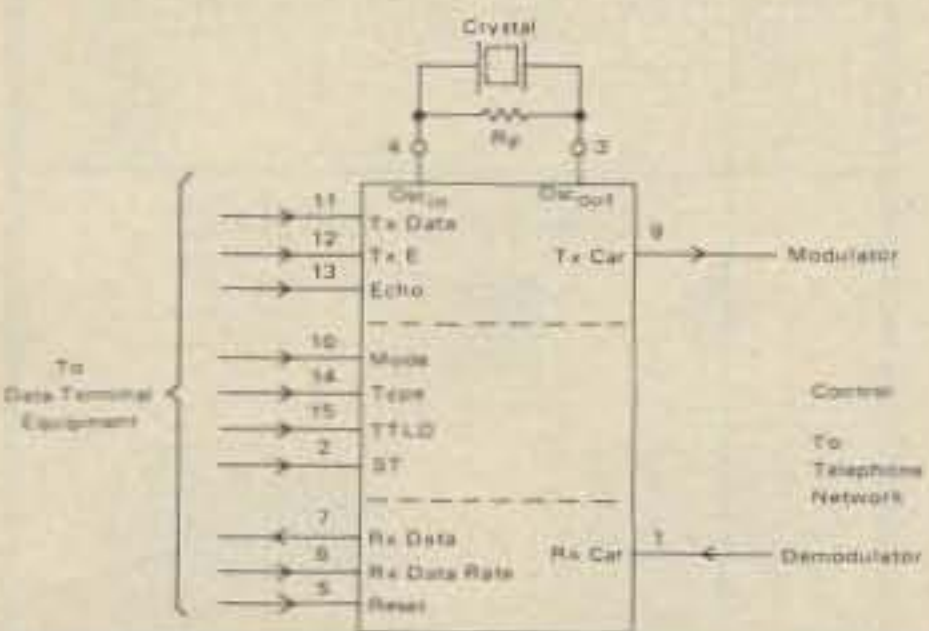 Crystal
RF
4
3
Osc in
Osc out
11
Tx Data
12
Tx E
13
Echo
9
Tx Car
Modulator
10
Mode
14
Type
15
TTLD
2
ST
To
Data Terminal
Equipment
Control
To
Telephone
Network
7
Rx Data
6
Rx Data Rate
5
Reset
1
Rx Car
Demodulator